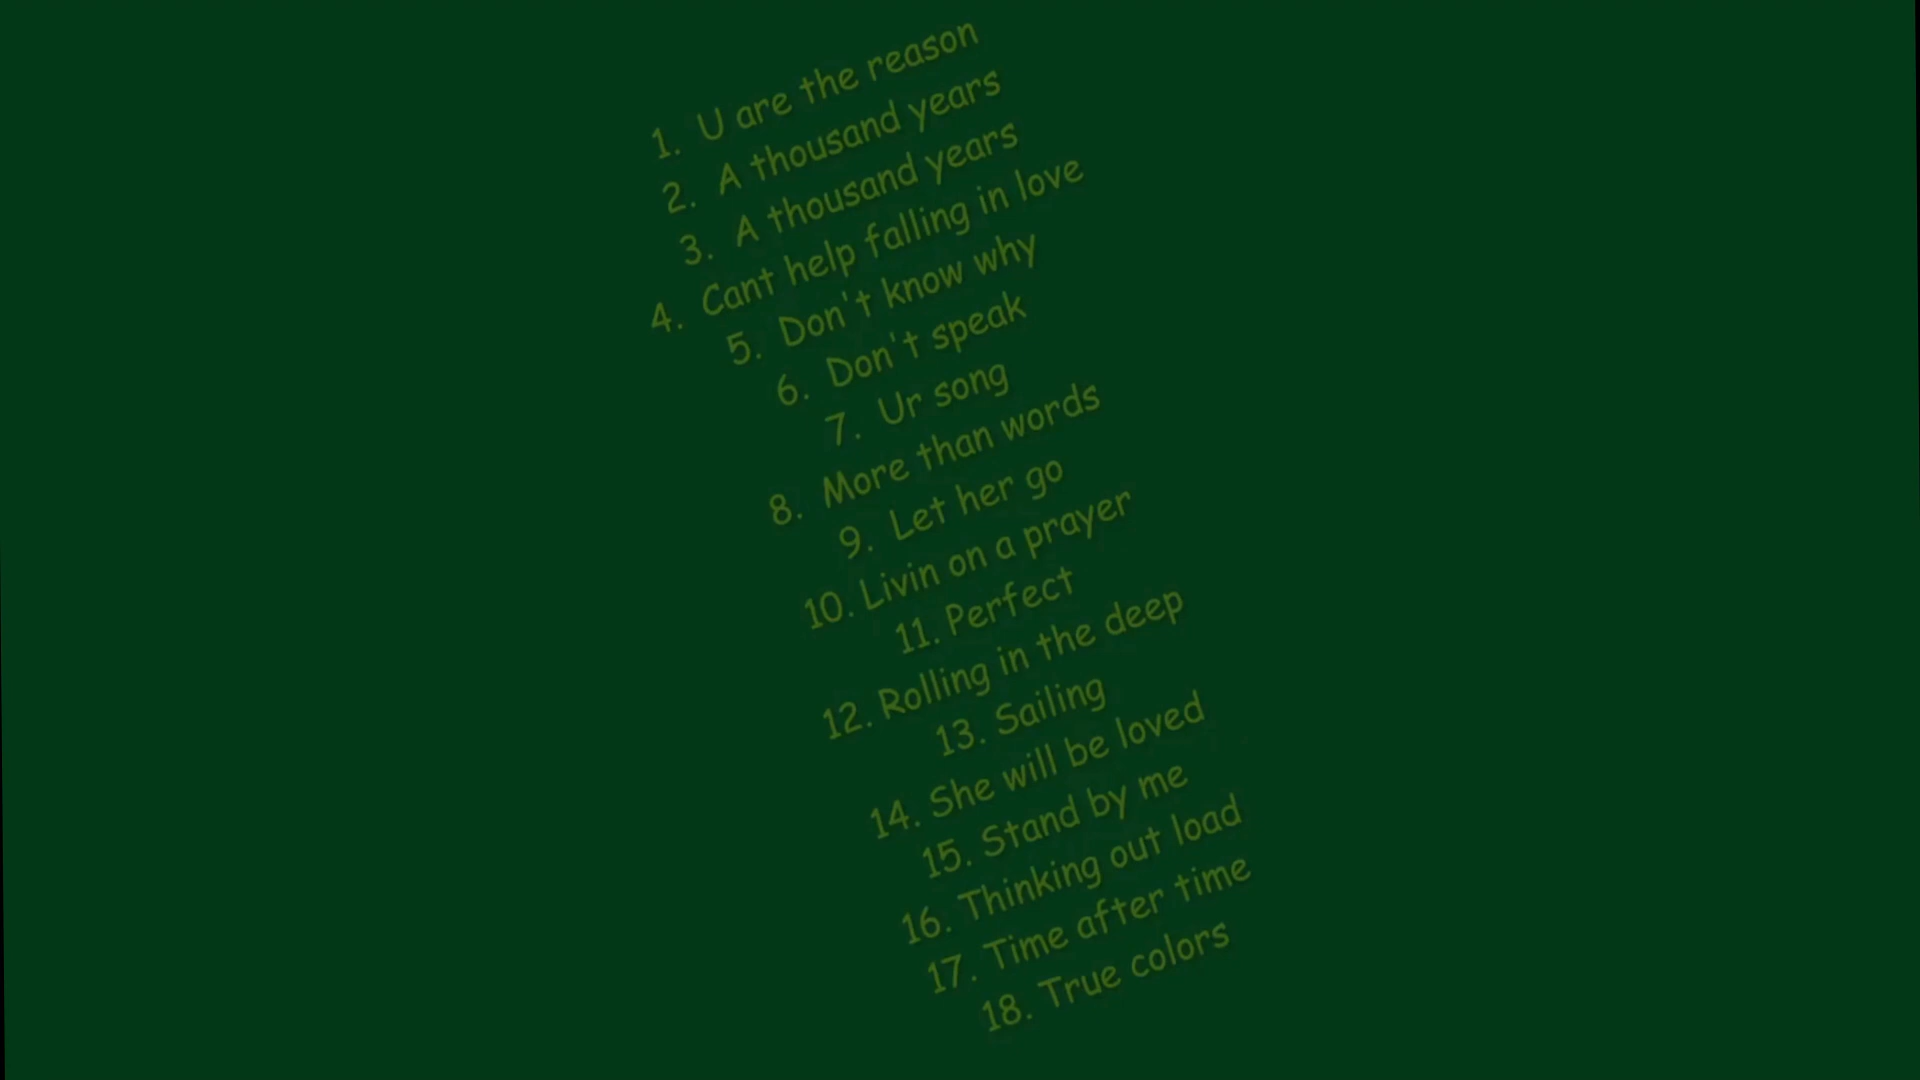 1. U are the reason
2. A thousand years
3. A thousand years
4. Cant help falling in love
5. Don't know why
6. Don't speak
7. Ur song
8. More than words
9. Let her go
10. Livin on a prayer
11. Perfect
12. Rolling in the deep
13. Sailing
14. She will be loved
15. Stand by me
16. Thinking out load
17. Time after time
18. True colors